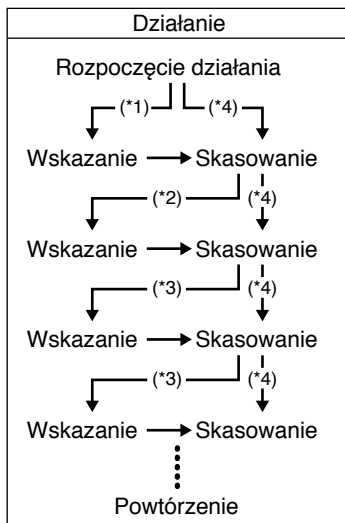 Działanie
Rozpoczęcie działania
(*1) (*4)
Wskazanie Skasowanie
(*2) (*4)
Wskazanie Skasowanie
(*3) (*4)
Wskazanie Skasowanie
(*3) (*4)
Wskazanie Skasowanie
Powtórzenie